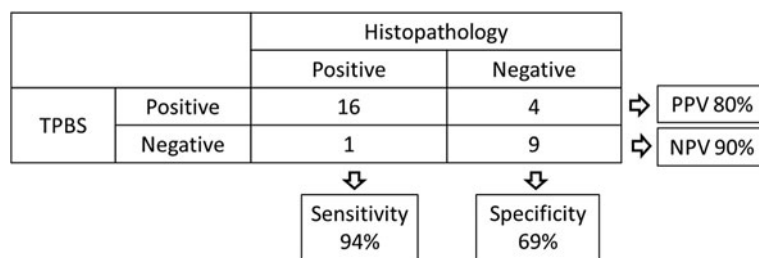 Histopathology
Positive Negative
TPBS Positive 16 4 PPV 80%
Negative 1 9 NPV 90%
Sensitivity Specificity
94% 69%